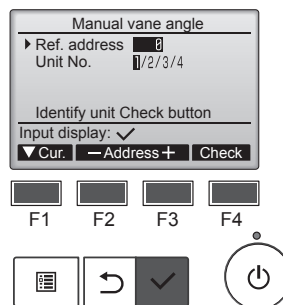 Manual vane angle
Ref. address 0
Unit No. 1/2/3/4
Identify unit Check button
Input display: ✓
▼ Cur. − Address + Check
F1 F2 F3 F4